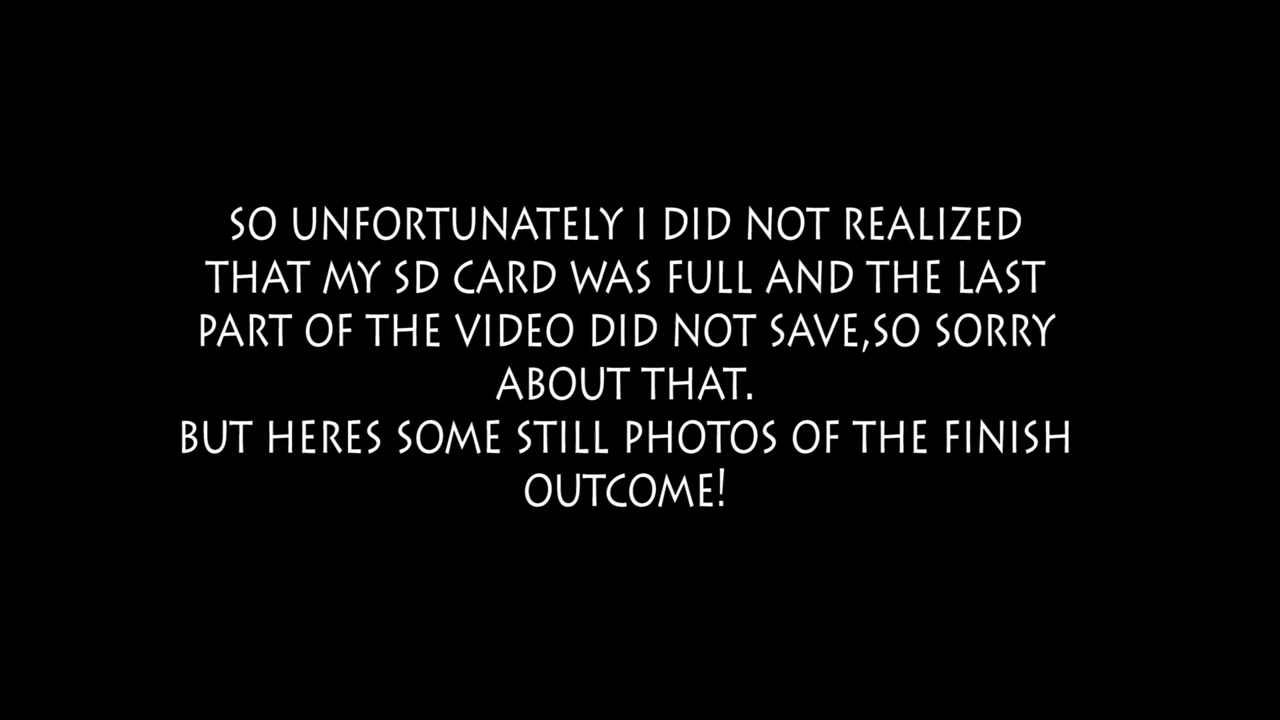 SO UNFORTUNATELY I DID NOT REALIZED
THAT MY SD CARD WAS FULL AND THE LAST
PART OF THE VIDEO DID NOT SAVE,SO SORRY
ABOUT THAT.
BUT HERES SOME STILL PHOTOS OF THE FINISH
OUTCOME!